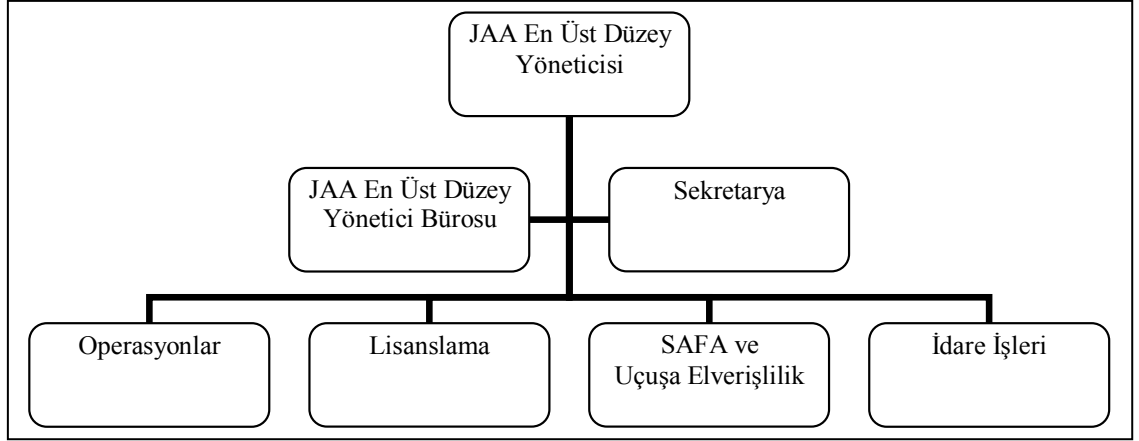 JAA En Üst Düzey
Yöneticisi
JAA En Üst Düzey
Yönetici Bürosu
Sekretarya
Operasyonlar
Lisanslama
SAFA ve
Uçuşa Elverişlilik
İdare İşleri